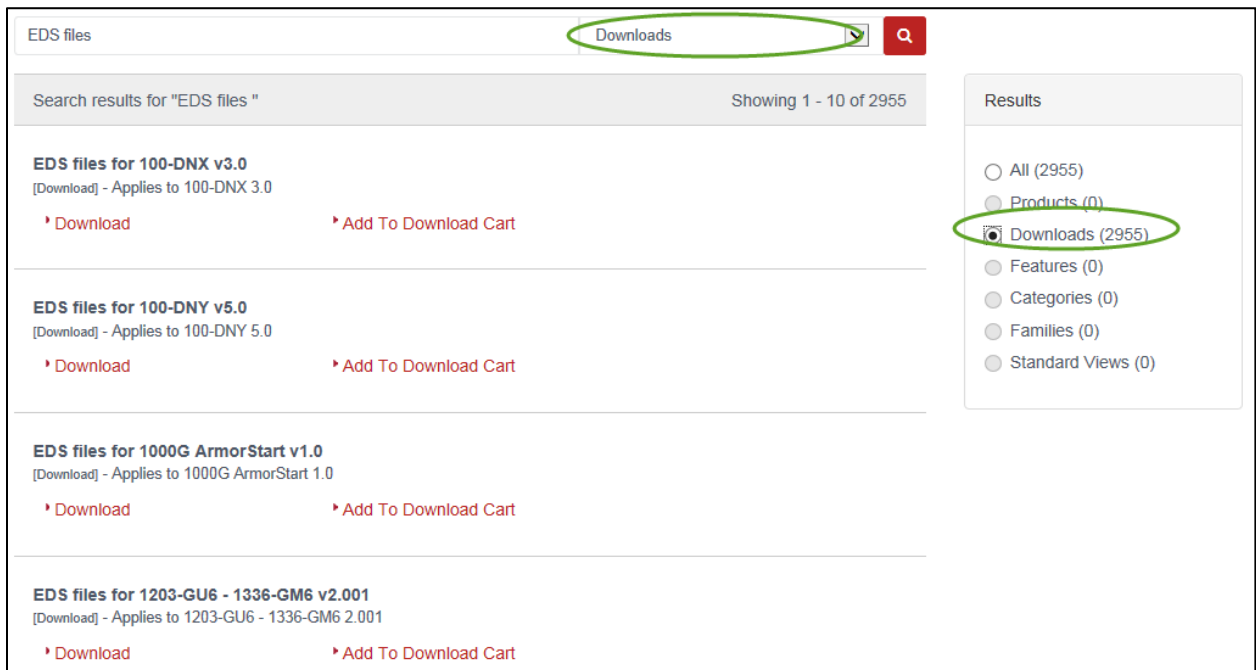 EDS files
Downloads
Search results for "EDS files "
Showing 1 - 10 of 2955
EDS files for 100-DNX v3.0
[Download] - Applies to 100-DNX 3.0
Download
Add To Download Cart
EDS files for 100-DNY v5.0
[Download] - Applies to 100-DNY 5.0
Download
Add To Download Cart
EDS files for 1000G ArmorStart v1.0
[Download] - Applies to 1000G ArmorStart 1.0
Download
Add To Download Cart
EDS files for 1203-GU6 - 1336-GM6 v2.001
[Download] - Applies to 1203-GU6 - 1336-GM6 2.001
Download
Add To Download Cart
Results
All (2955)
Products (0)
Downloads (2955)
Features (0)
Categories (0)
Families (0)
Standard Views (0)